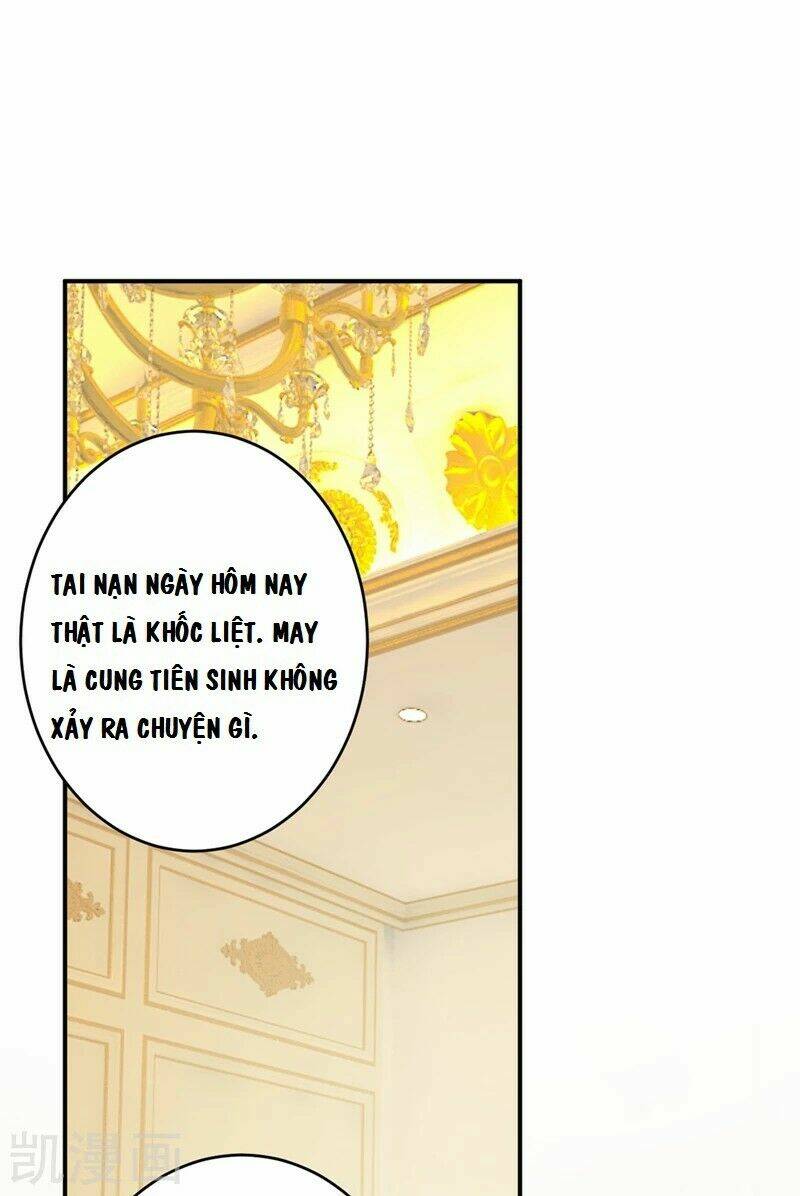 TAI NẠN NGÀY HÔM NAY
THẬT LÀ KHỐC LIỆT. MAY
LÀ CUNG TIÊN SINH KHÔNG
XẢY RA CHUYỆN GÌ.
凯漫画